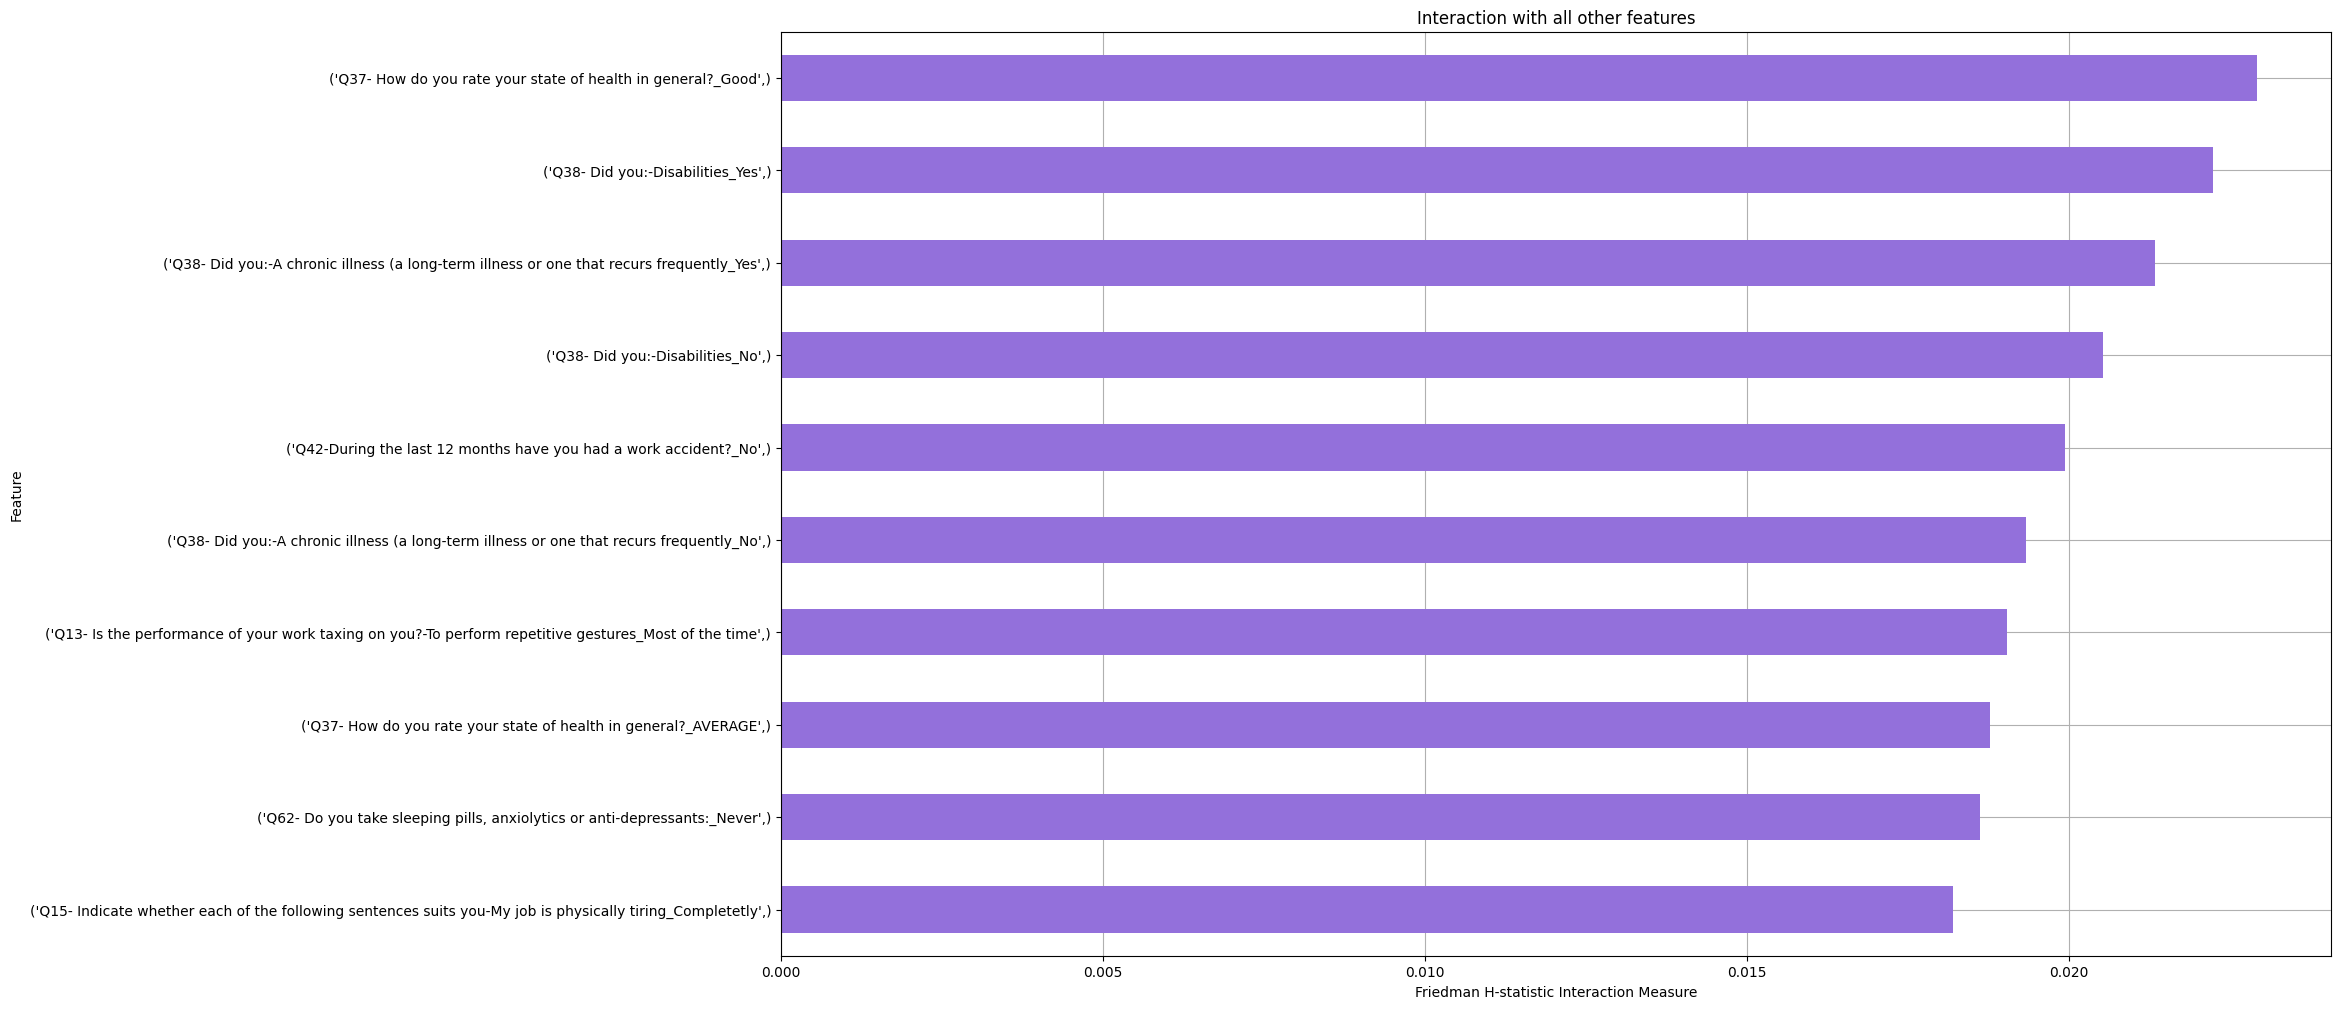 Interaction with all other features
('Q37- How do you rate your state of health in general?_Good',)
('Q38- Did you:-Disabilities_Yes',)
('Q38- Did you:-A chronic illness (a long-term illness or one that recurs frequently_Yes',)
('Q38- Did you:-Disabilities_No',)
('Q42-During the last 12 months have you had a work accident?_No',)
('Q38- Did you:-A chronic illness (a long-term illness or one that recurs frequently_No',)
('Q13- Is the performance of your work taxing on you?-To perform repetitive gestures_Most of the time',)
('Q37- How do you rate your state of health in general?_AVERAGE',)
('Q62- Do you take sleeping pills, anxiolytics or anti-depressants:_Never',)
('Q15- Indicate whether each of the following sentences suits you-My job is physically tiring_Completetly',)
Feature
0.000 0.005 0.010 0.015 0.020
Friedman H-statistic Interaction Measure